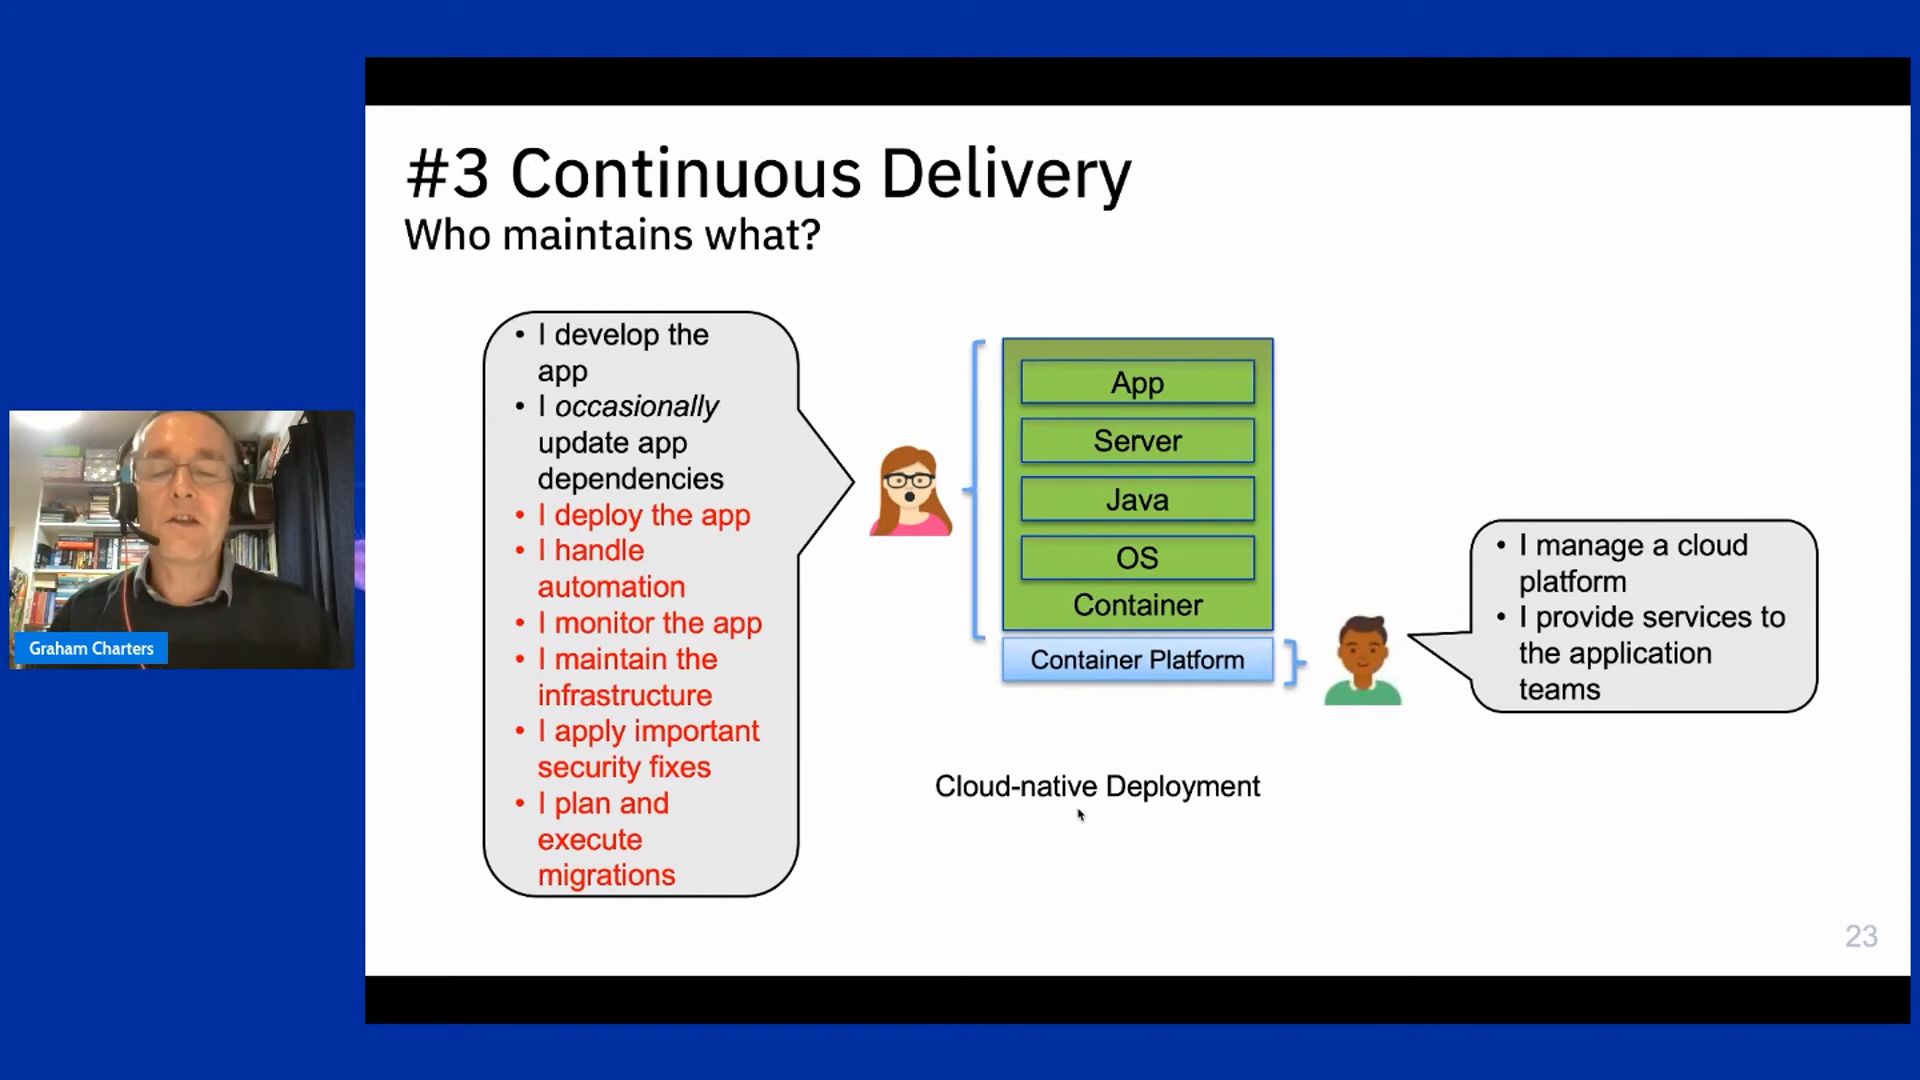 #3 Continuous Delivery
Who maintains what?
• I develop the
app
• I occasionally
update app
dependencies
• I deploy the app
• I handle
automation
• I monitor the app
• I maintain the
infrastructure
• I apply important
security fixes
• I plan and
execute
migrations
App
Server
Java
OS
Container
Container Platform
• I manage a cloud
platform
• I provide services to
the application
teams
Cloud-native Deployment
Graham Charters
23